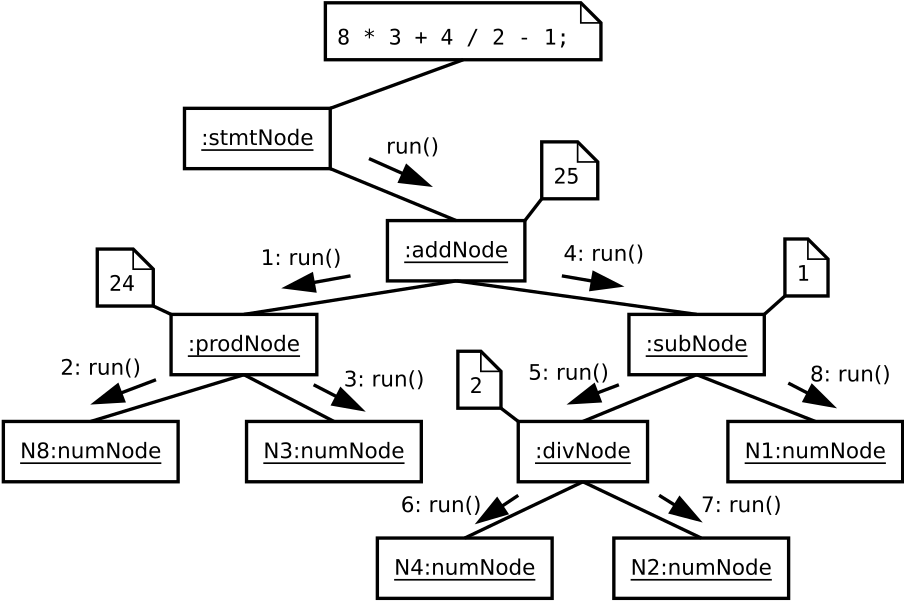 8 * 3 + 4 / 2 - 1;
:stmtNode
run()
25
:addNode
1: run()
4: run()
24
1
:prodNode
:subNode
2: run()
3: run()
2
5: run()
8: run()
N8:numNode
N3:numNode
:divNode
N1:numNode
6: run()
7: run()
N4:numNode
N2:numNode